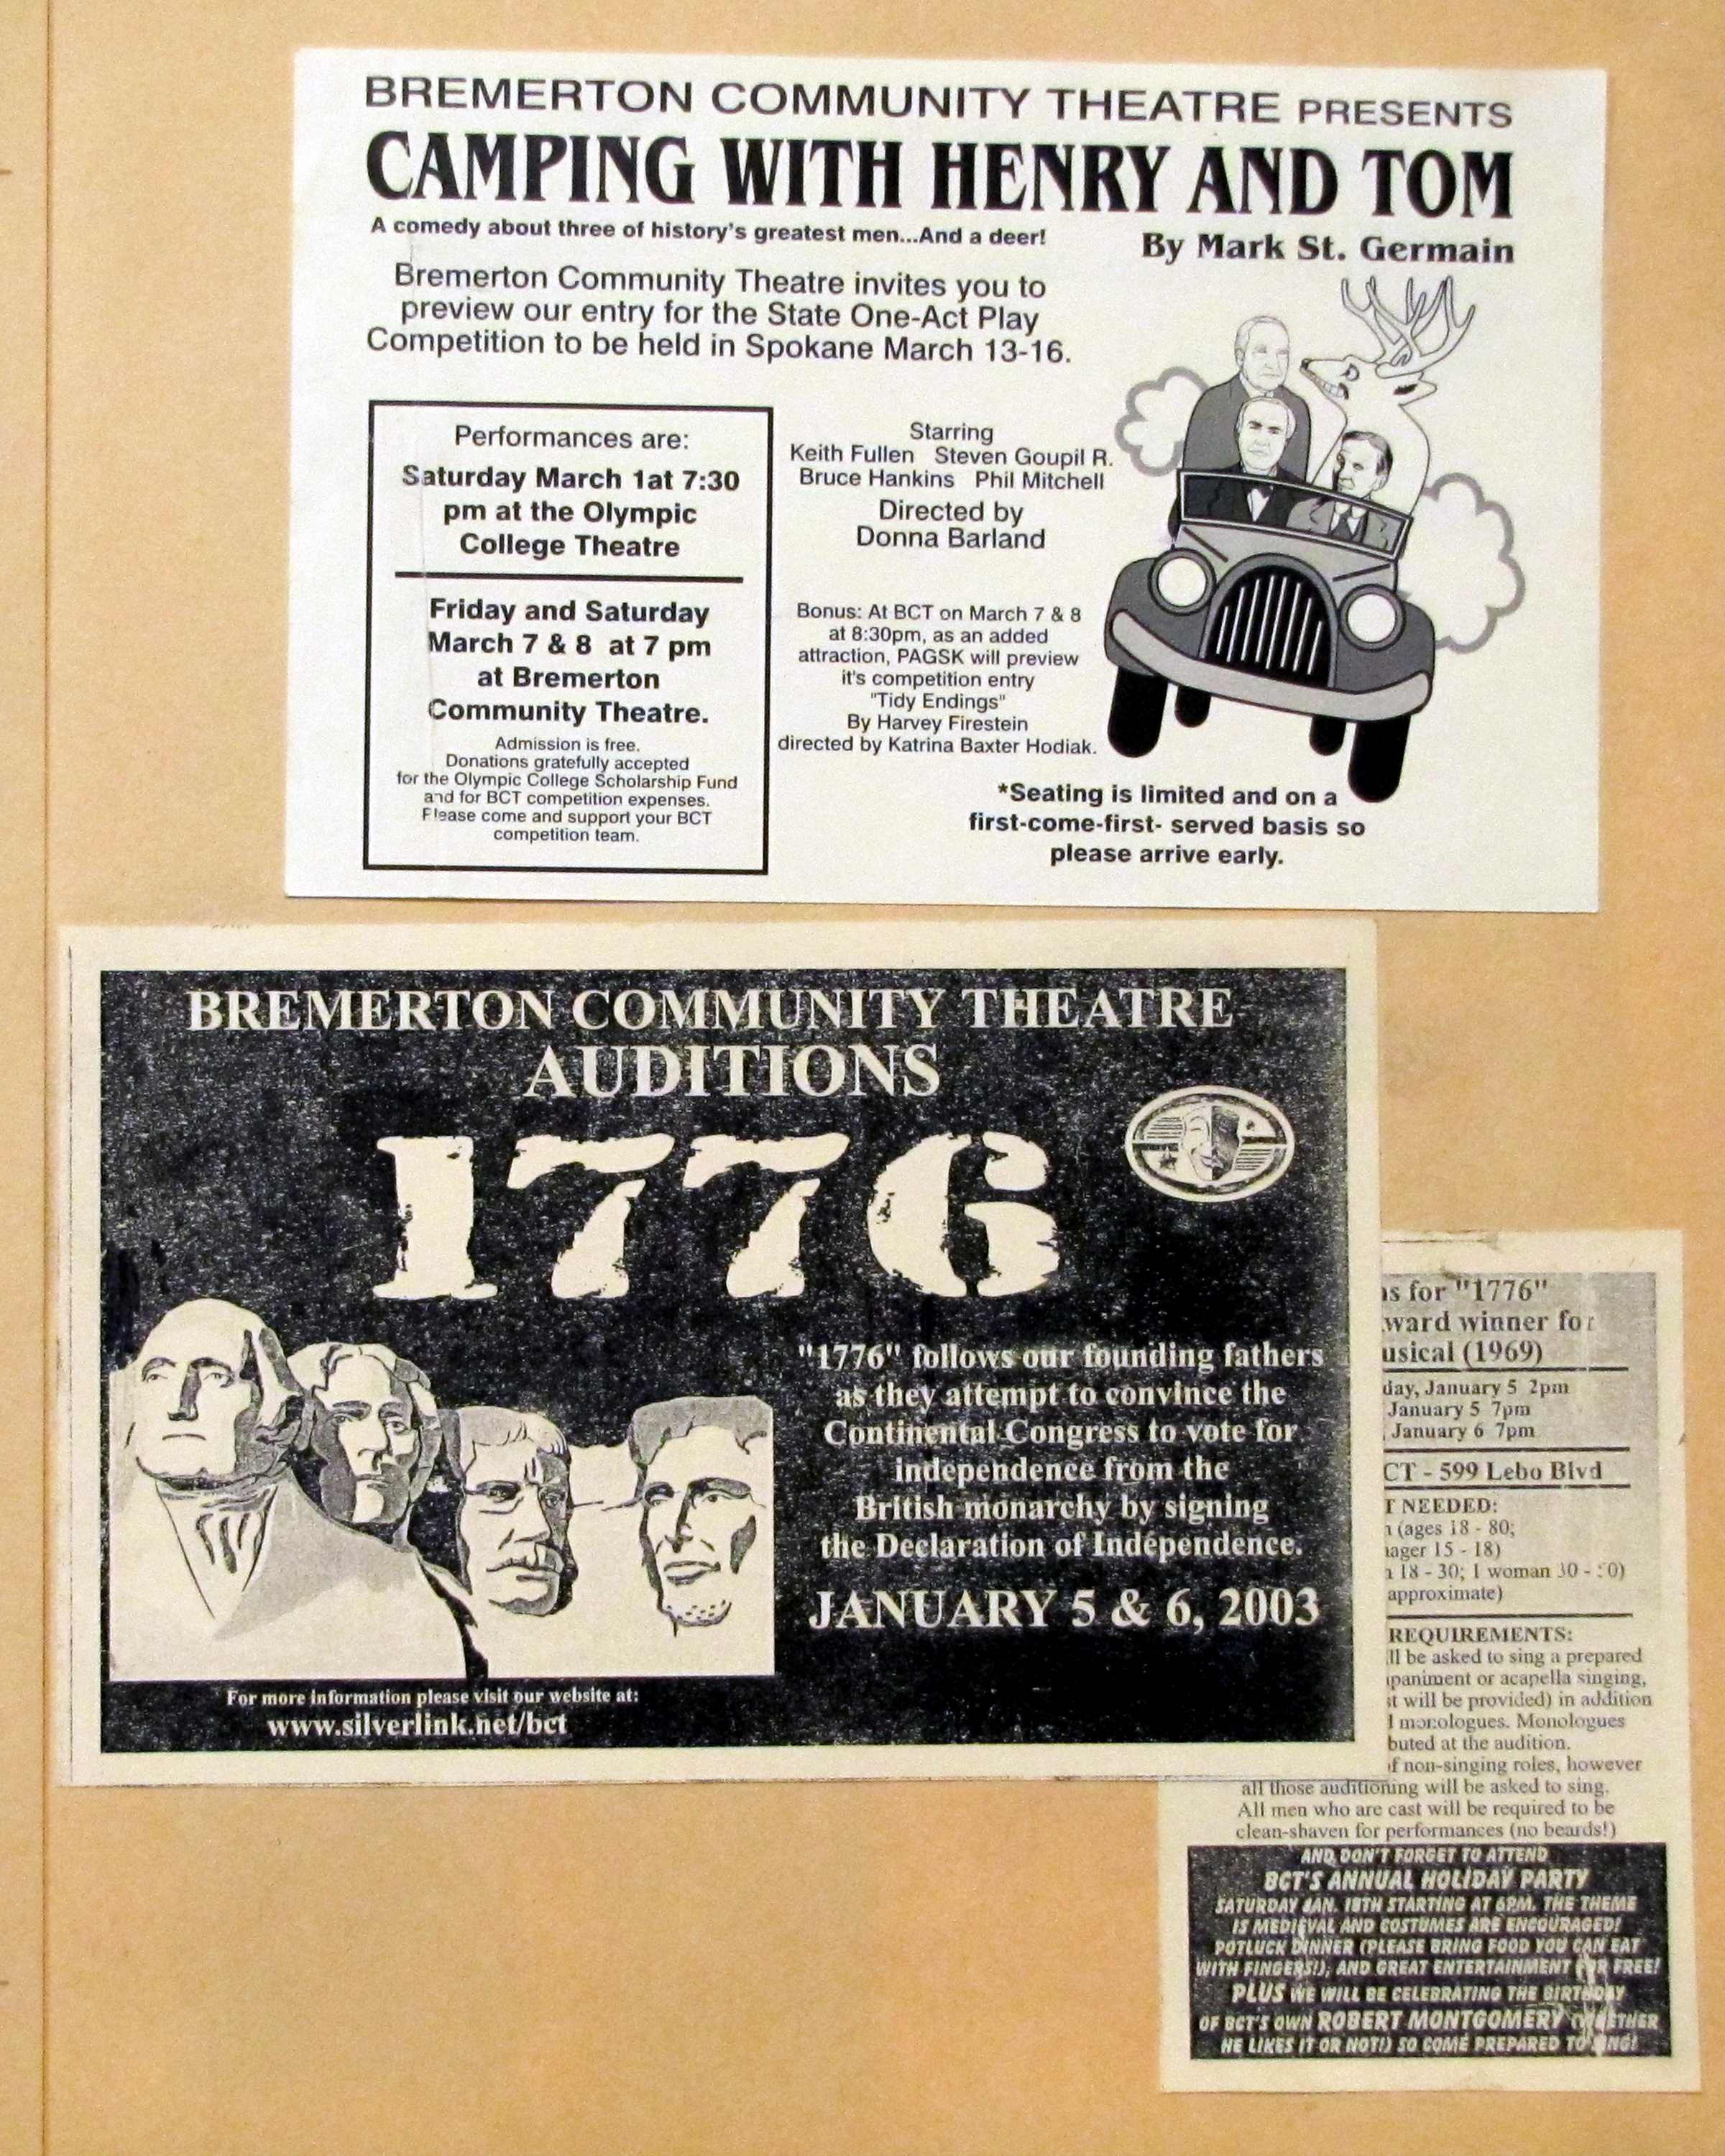 BREMERTON COMMUNITY THEATRE PRESENTS
CAMPING WITH HENRY AND TOM
A comedy about three of history's greatest men...And a deer!
By Mark St. Germain
Bremerton Community Theatre invites you to
preview our entry for the State One-Act Play
Competition to be held in Spokane March 13-16.
Performances are:
Saturday March 1at 7:30
pm at the Olympic
College Theatre
Friday and Saturday
March 7 & 8 at 7 pm
at Bremerton
Community Theatre.
Admission is free.
Donations gratefully accepted
for the Olympic College Scholarship Fund
and for BCT competition expenses.
Please come and support your BCT
competition team.
Starring
Keith Fullen Steven Goupil R.
Bruce Hankins Phil Mitchell
Directed by
Donna Barland
Bonus: At BCT on March 7 & 8
at 8:30pm, as an added
attraction, PAGSK will preview
it's competition entry
"Tidy Endings"
By Harvey Firestein
directed by Katrina Baxter Hodiak.
*Seating is limited and on a
first-come-first- served basis so
please arrive early.
BREMERTON COMMUNITY THEATRE
AUDITIONS
1776
"1776" follows our founding fathers
as they attempt to convince the
Continental Congress to vote for
independence from the
British monarchy by signing
the Declaration of Independence.
JANUARY 5 & 6, 2003
For more information please visit our website at:
www.silverlink.net/bct
s for "1776"
ward winner for
usical (1969)
day, January 5 2pm
January 5 7pm
, January 6 7pm
CT - 599 Lebo Blvd
T NEEDED:
(ages 18 - 80;
ager 15 - 18)
18 - 30; 1 woman 30 -
approximate)
REQUIREMENTS:
ll be asked to sing a prepared
paniment or acapella singing,
st will be provided) in addition
l monologues. Monologues
buted at the audition.
f non-singing roles, however
all those auditioning will be asked to sing.
All men who are cast will be required to be
clean-shaven for performances (no beards!)
AND DON'T FORGET TO ATTEND
BCT'S ANNUAL HOLIDAY PARTY
SATURDAY JAN. 18TH STARTING AT 6PM. THE THEME
IS MEDIEVAL AND COSTUMES ARE ENCOURAGED!
POTLUCK DINNER (PLEASE BRING FOOD YOU CAN EAT
WITH FINGERS!); AND GREAT ENTERTAINMENT FOR FREE!
PLUS WE WILL BE CELEBRATING THE BIRTHDAY
OF BCT'S OWN ROBERT MONTGOMERY (WHETHER
HE LIKES IT OR NOT!) SO COME PREPARED TO SING!